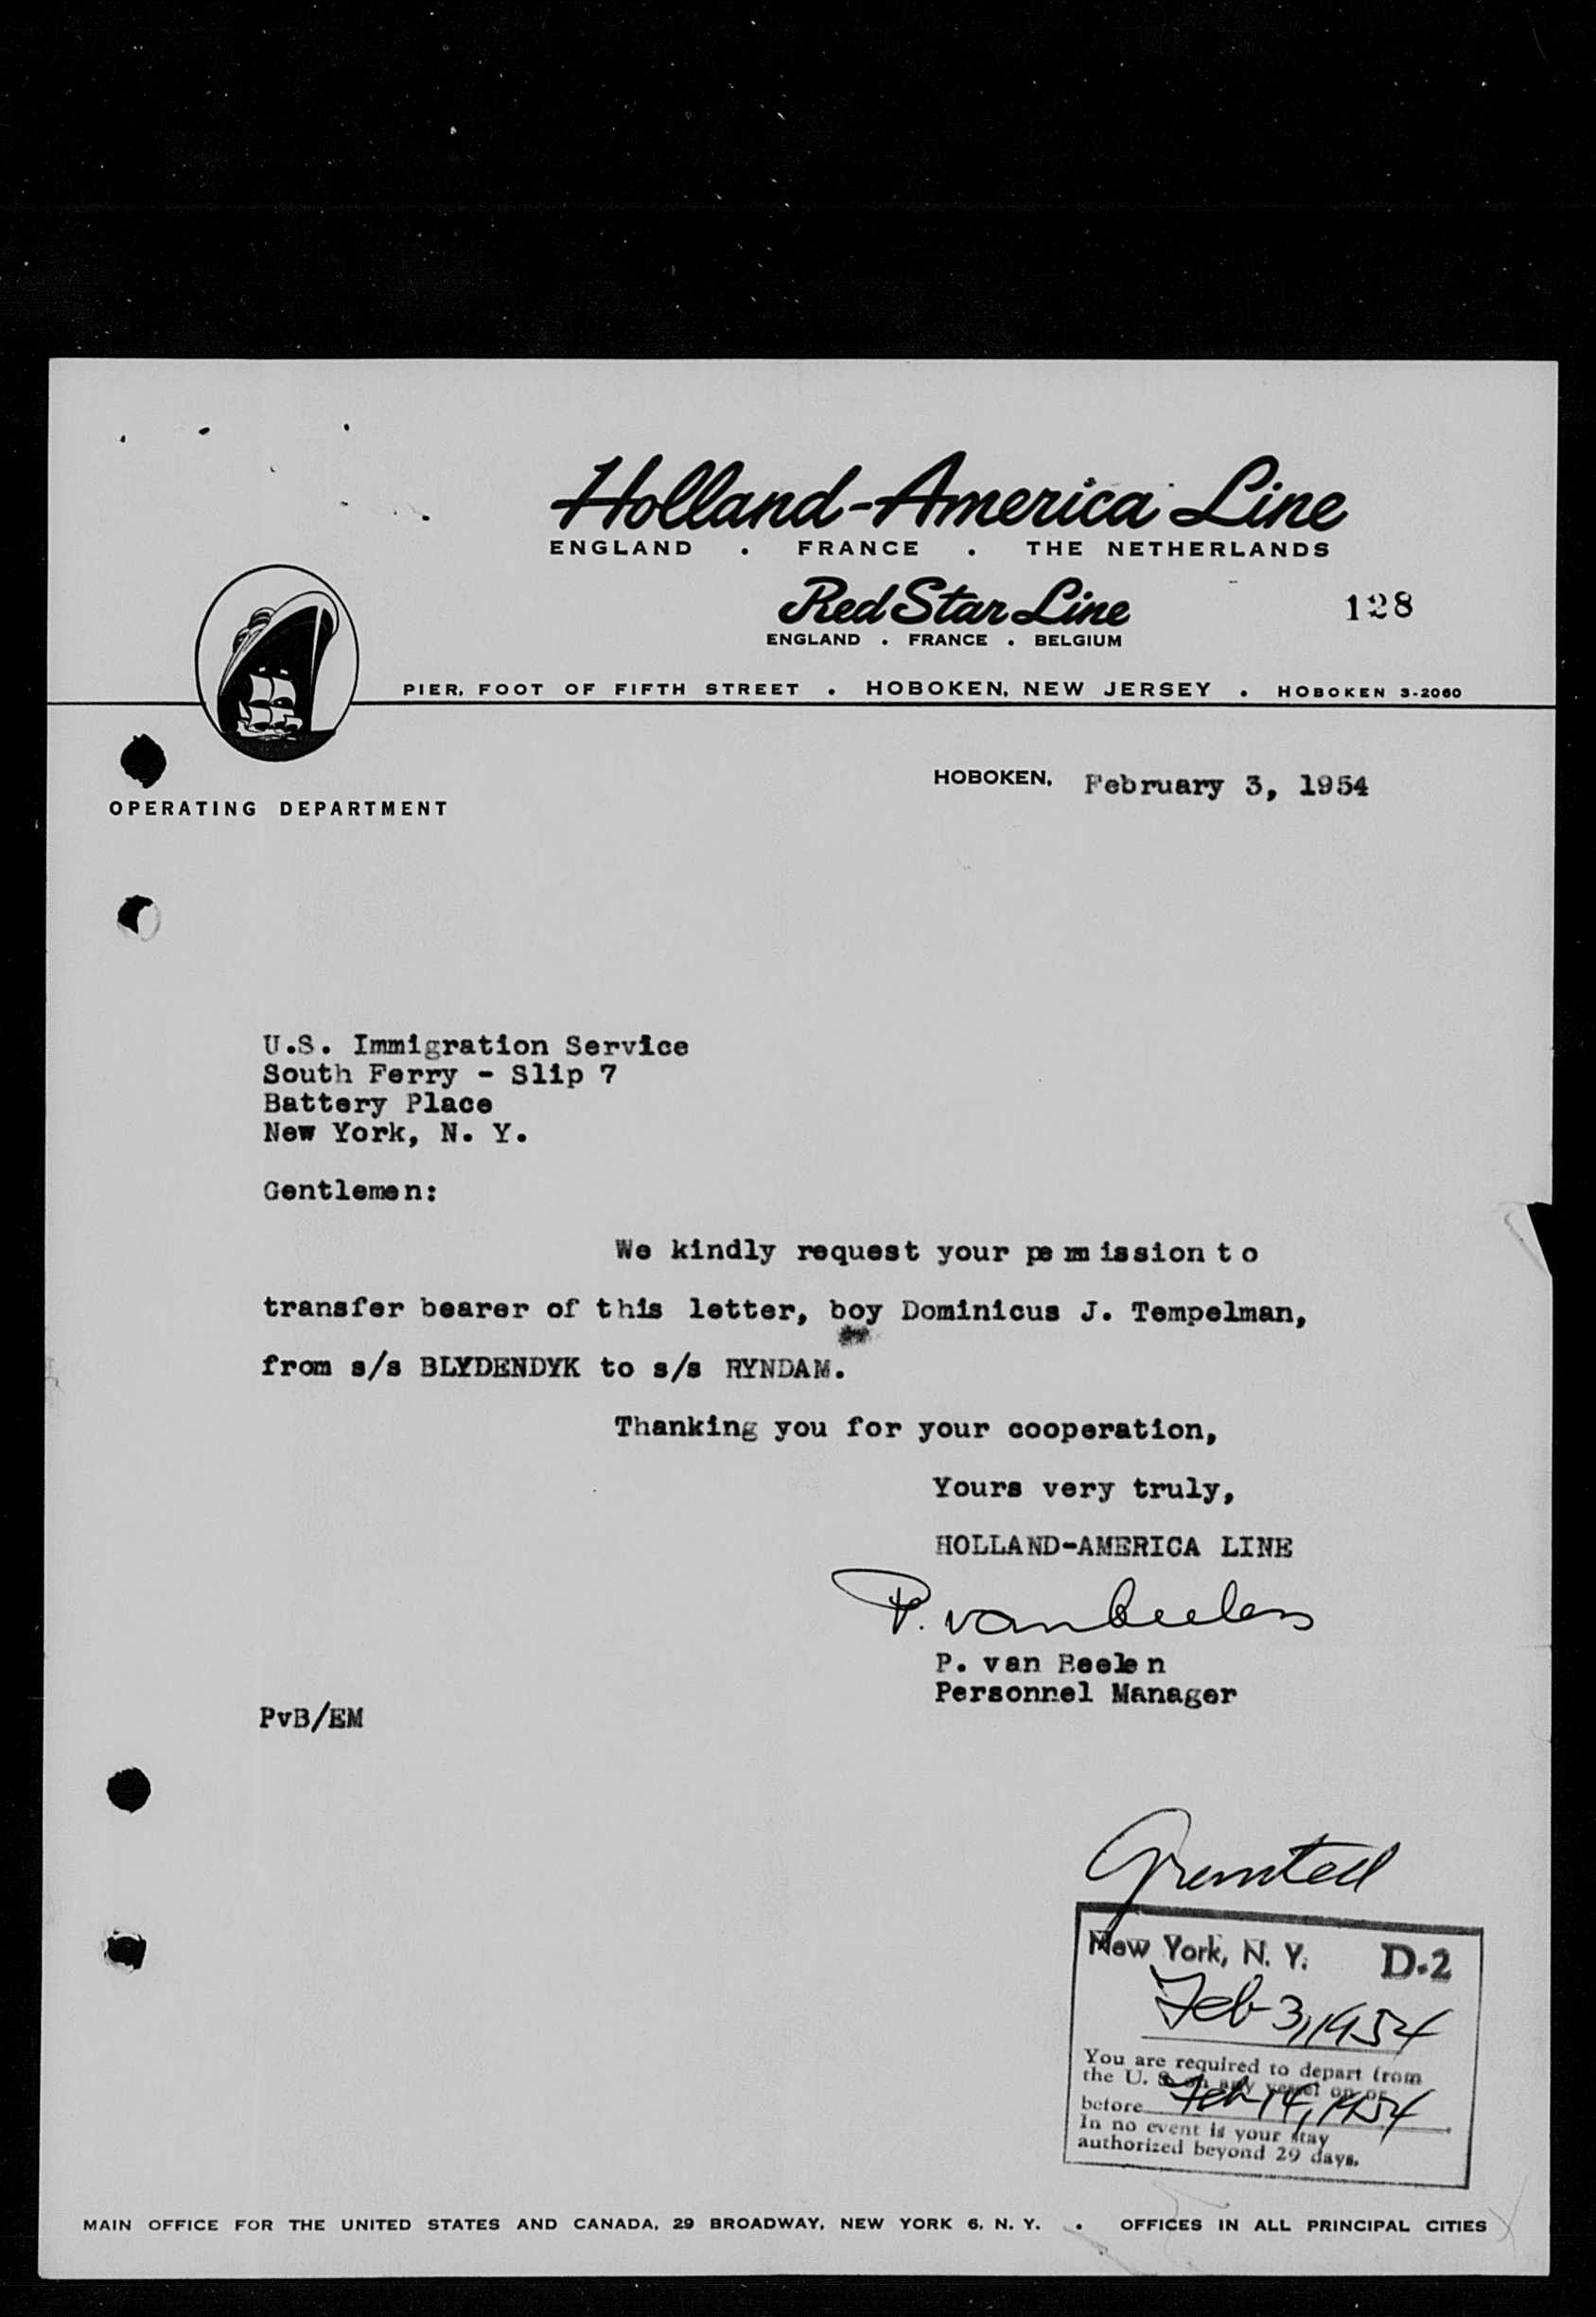 Holland-America Line
ENGLAND . FRANCE . THE NETHERLANDS
Red Star Line
128
ENGLAND . FRANCE . BELGIUM
PIER, FOOT OF FIFTH STREET . HOBOKEN, NEW JERSEY . HOBOKEN 3-2060
HOBOKEN, February 3, 1954
OPERATING DEPARTMENT
U.S. Immigration Service
South Ferry - Slip 7
Battery Place
New York, N. Y.
Gentlemen:
We kindly request your permission to
transfer bearer of this letter, boy Dominicus J. Tempelman,
from s/s BLYDENDYK to s/s RYNDAM.
Thanking you for your cooperation,
Yours very truly,
HOLLAND-AMERICA LINE
P. van Beelen
P. van Beelen
Personnel Manager
PvB/EM
New York, N. Y. D-2
Feb 3, 1954
You are required to depart from
the U. S. on any vessel on or
before Feb 14, 1954
In no event is your stay
authorized beyond 29 days.
MAIN OFFICE FOR THE UNITED STATES AND CANADA, 29 BROADWAY, NEW YORK 6, N. Y. . OFFICES IN ALL PRINCIPAL CITIES